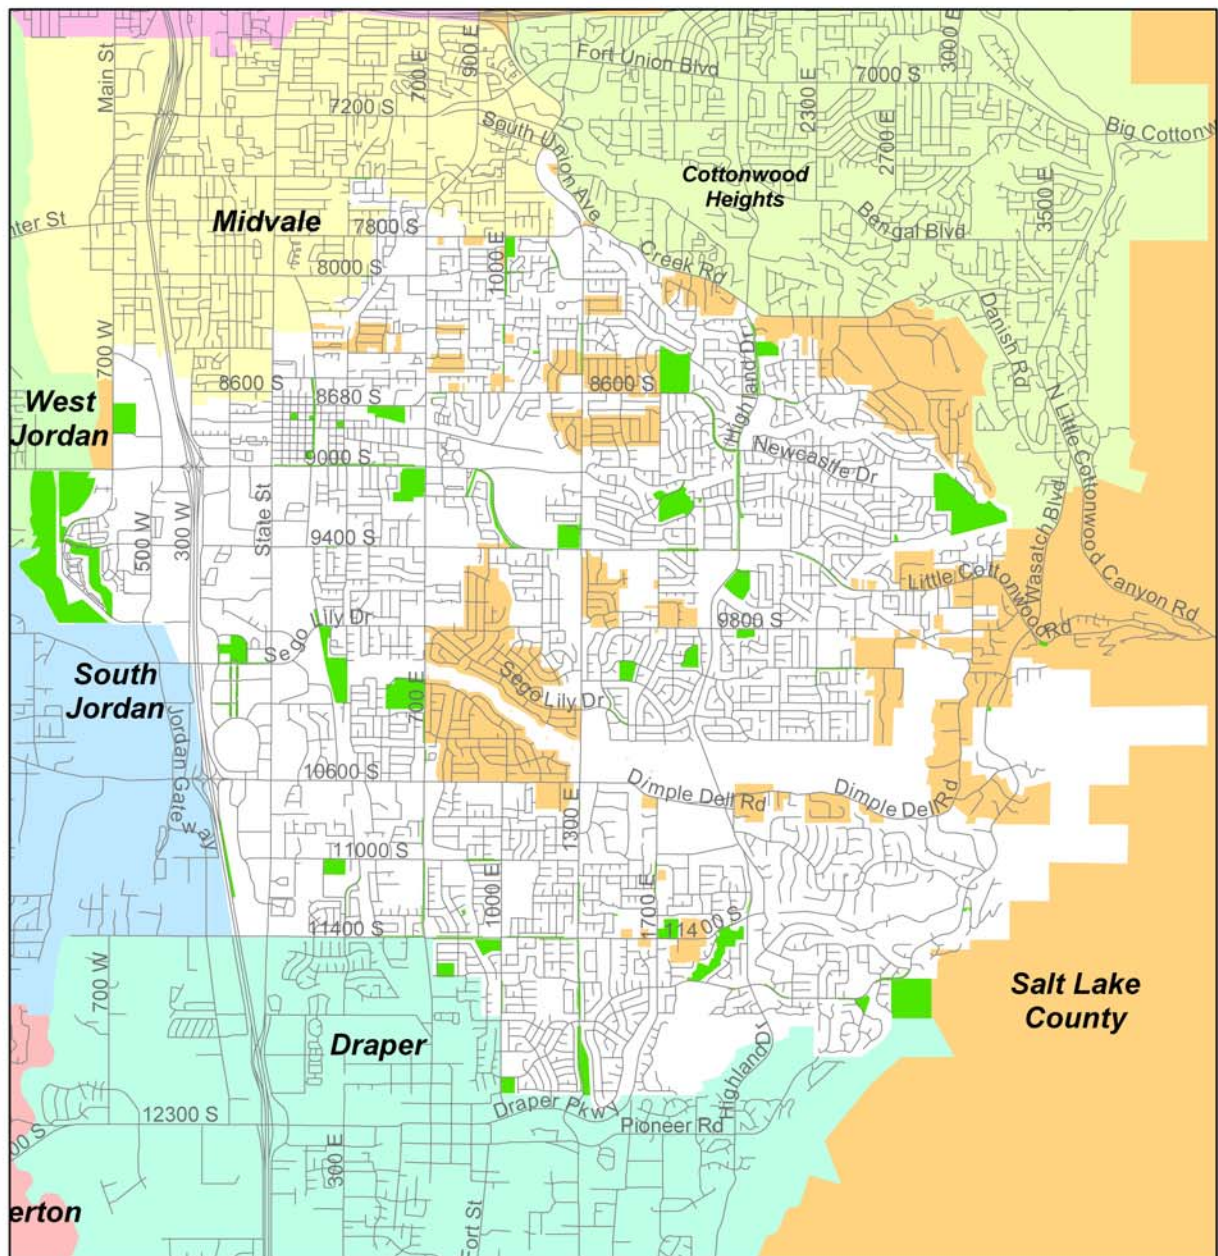 900 E
3000 E
Main St
700 E
Fort Union Blvd
7000 S
2300 E
7200 S
South Union Ave
2700 E
Big Cottonw
Cottonwood
Heights
3500 E
Midvale
7800 S
nter St
Bengal Blvd
1000 E
8000 S
Creek Rd
Danish Rd
700 W
Highland Dr
8600 S
8600 S
8680 S
West
Jordan
N Little Cottonwood Canyon Rd
9000 S
Newcastle Dr
State St
500 W
300 W
9400 S
Wasatch Blvd
Little Cottonwood Rd
Sego Lily Dr
9800 S
South
Jordan
700 E
Sego Lily Dr
Jordan Gateway
10600 S
Dimple Dell Rd
Dimple Dell Rd
1300 E
11000 S
1000 E
1700 E
11400 S
11400 S
700 W
Salt Lake
County
Draper
Highland Dr
12300 S
Draper Pkwy
Pioneer Rd
00 S
300 E
Fort St
erton